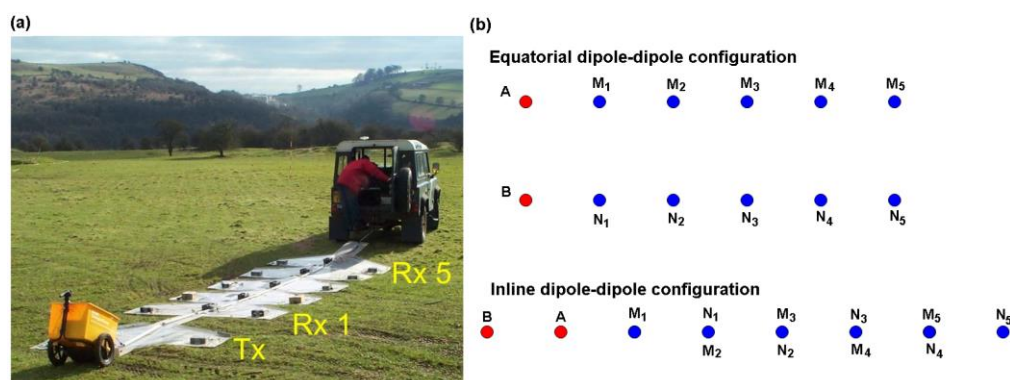 (a)
Rx 5
Rx 1
Tx
(b)
Equatorial dipole-dipole configuration
A M₁ M₂ M₃ M₄ M₅
B N₁ N₂ N₃ N₄ N₅
Inline dipole-dipole configuration
B A M₁ N₁ M₃ N₃ M₅ N₅
M₂ N₂ M₄ N₄